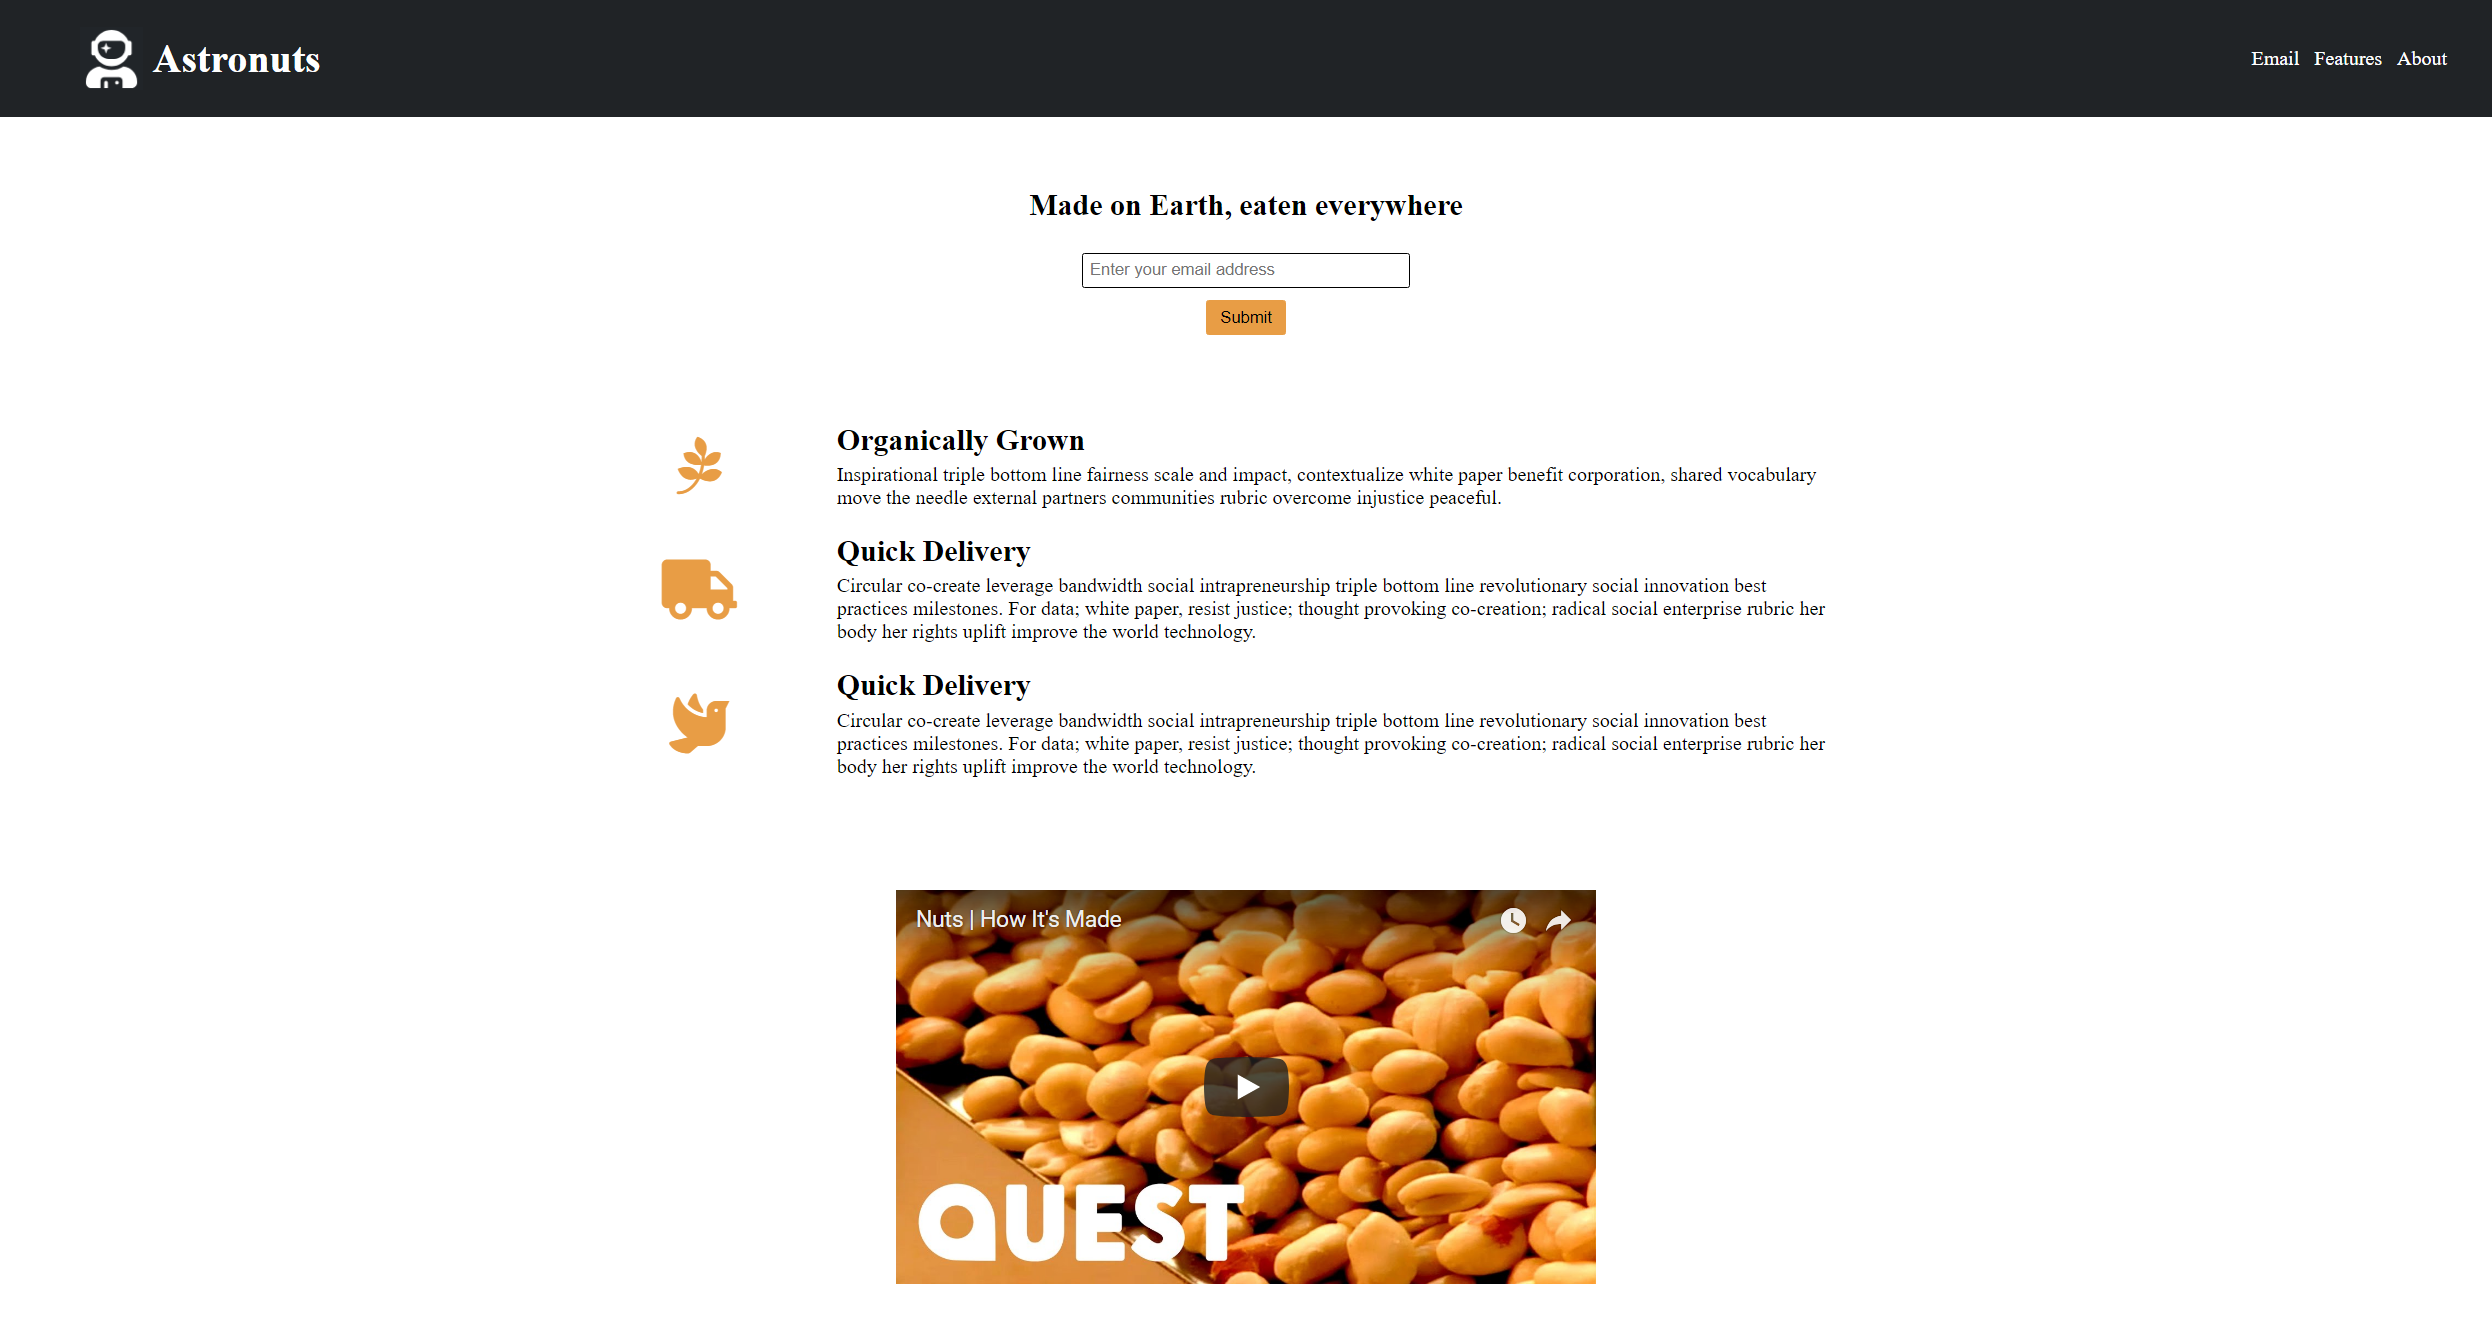 Astronuts
Email Features About
Made on Earth, eaten everywhere
Enter your email address
Submit
Organically Grown
Inspirational triple bottom line fairness scale and impact, contextualize white paper benefit corporation, shared vocabulary
move the needle external partners communities rubric overcome injustice peaceful.
Quick Delivery
Circular co-create leverage bandwidth social intrapreneurship triple bottom line revolutionary social innovation best
practices milestones. For data; white paper, resist justice; thought provoking co-creation; radical social enterprise rubric her
body her rights uplift improve the world technology.
Quick Delivery
Circular co-create leverage bandwidth social intrapreneurship triple bottom line revolutionary social innovation best
practices milestones. For data; white paper, resist justice; thought provoking co-creation; radical social enterprise rubric her
body her rights uplift improve the world technology.
Nuts | How It's Made
QUEST